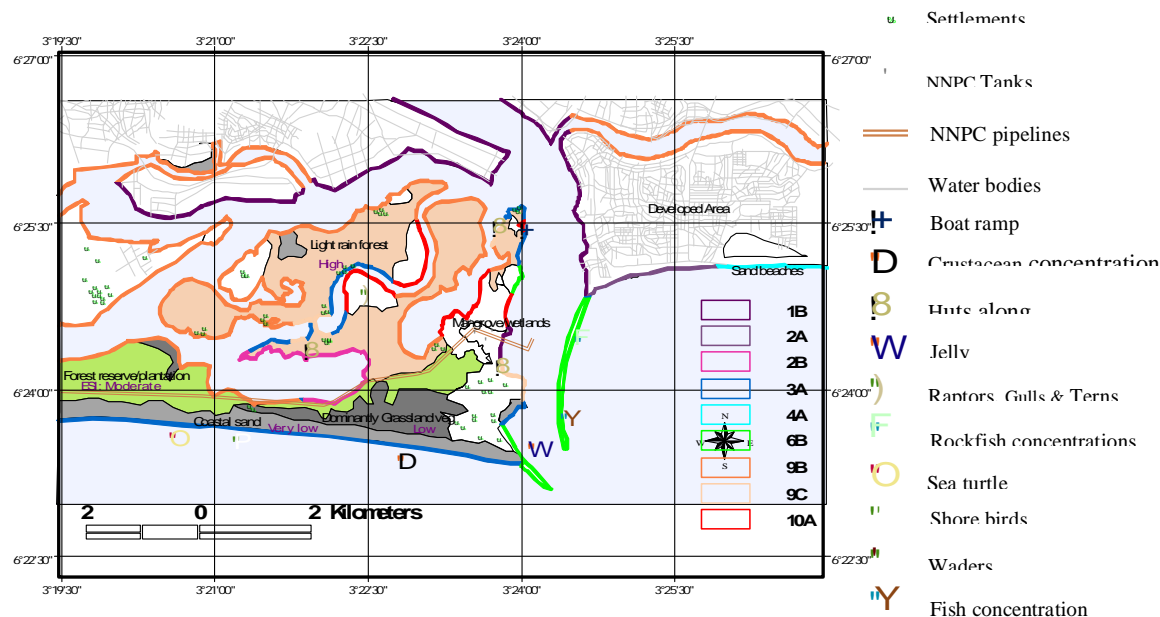 3°19'30"
3°21'00"
3°22'30"
3°24'00"
3°25'30"
6°27'00"
6°27'00"
6°25'30"
6°25'30"
6°24'00"
6°24'00"
6°22'30"
6°22'30"
3°19'30"
3°21'00"
3°22'30"
3°24'00"
3°25'30"
Developed Area
Light rain forest
High
Sand beaches
Mangrove/wetlands
Forest reserve/plantation
ESI: Moderate
Coastal sand
Very low
Dominantly Grassland veg
Low
8
8
8
)
F
Y
W
D
O
2 0 2 Kilometers
1B
2A
2B
3A
4A
6B
9B
9C
10A
N
W E
S
Settlements
NNPC Tanks
NNPC pipelines
Water bodies
Boat ramp
D Crustacean concentration
8 Huts along
W Jelly
) Raptors, Gulls & Terns
F Rockfish concentrations
O Sea turtle
Shore birds
Waders
Y Fish concentration